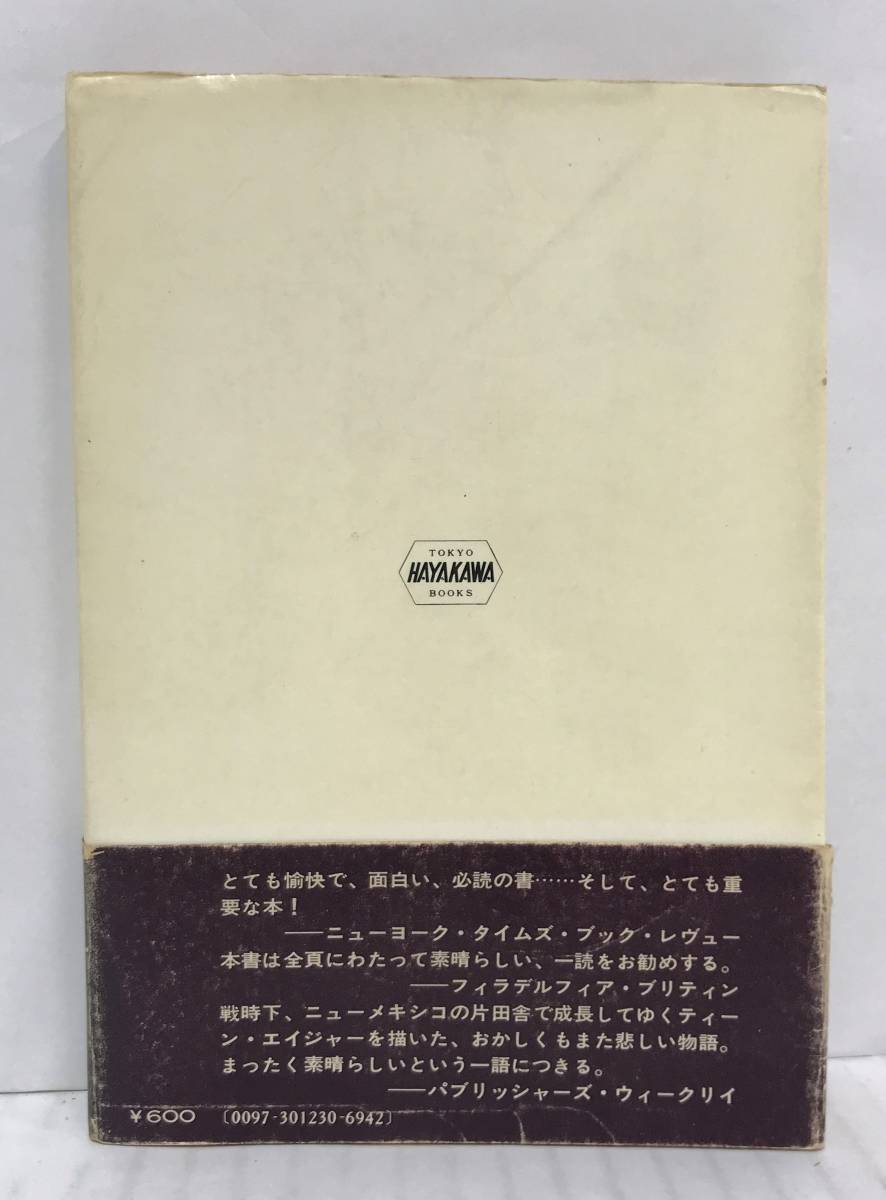 TOKYO
HAYAKAWA
BOOKS
とても愉快で、面白い、必読の書……そして、とても重
要な本！
――ニューヨーク・タイムズ・ブック・レヴュー
本書は全頁にわたって素晴らしい、一読をお勧めする。
――フィラデルフィア・ブリティン
戦時下、ニューメキシコの片田舎で成長してゆくティー
ン・エイジャーを描いた、おかしくもまた悲しい物語。
まったく素晴らしいという一語につきる。
――パブリッシャーズ・ウィークリイ
￥600 〔0097-301230-6942〕